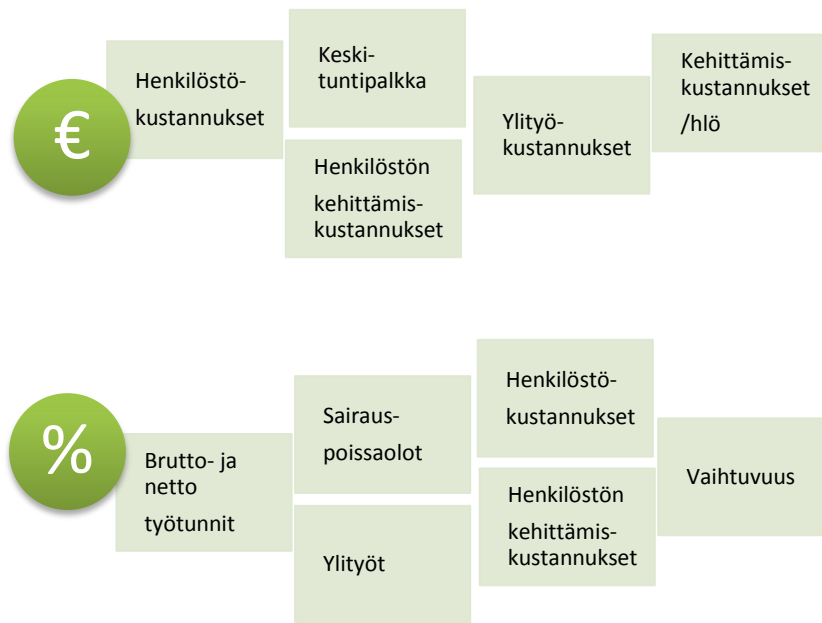 €
Henkilöstö-
kustannukset
Keski-
tuntipalkka
Henkilöstön
kehittämis-
kustannukset
Ylityö-
kustannukset
Kehittämis-
kustannukset
/hlö
%
Brutto- ja
netto
työtunnit
Sairaus-
poissaolot
Ylityöt
Henkilöstö-
kustannukset
Henkilöstön
kehittämis-
kustannukset
Vaihtuvuus